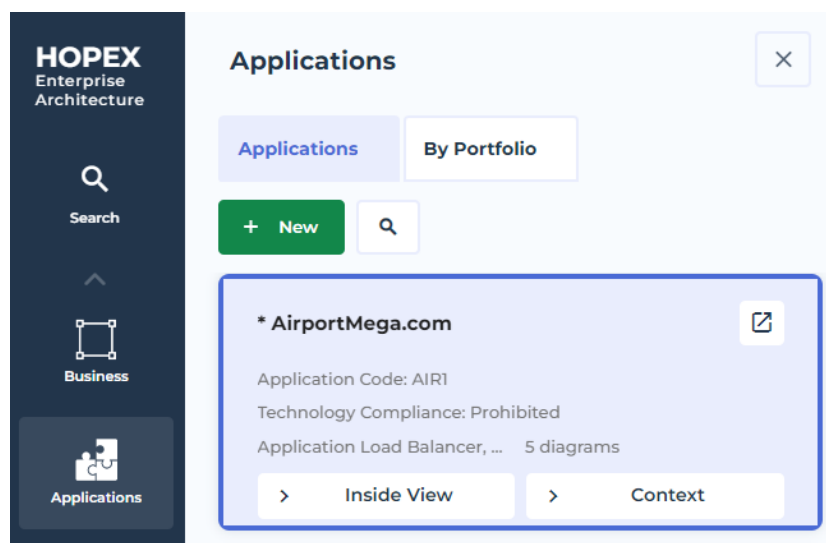 HOPEX
Enterprise
Architecture
Search
Business
Applications
Applications
Applications
By Portfolio
+ New
* AirportMega.com
Application Code: AIR1
Technology Compliance: Prohibited
Application Load Balancer, ... 5 diagrams
> Inside View
> Context